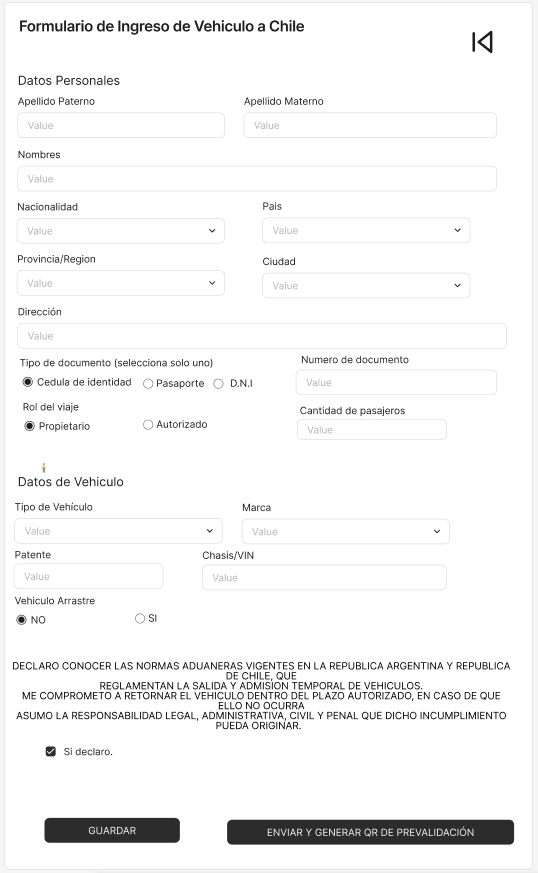 Formulario de Ingreso de Vehiculo a Chile
Datos Personales
Apellido Paterno Apellido Materno
Value Value
Nombres
Value
Nacionalidad Pais
Value Value
Provincia/Region Ciudad
Value Value
Dirección
Value
Tipo de documento (selecciona solo uno) Numero de documento
Cedula de identidad Pasaporte D.N.I Value
Rol del viaje Cantidad de pasajeros
Propietario Autorizado Value
Datos de Vehiculo
Tipo de Vehículo Marca
Value Value
Patente Chasis/VIN
Value Value
Vehiculo Arrastre
NO SI
DECLARO CONOCER LAS NORMAS ADUANERAS VIGENTES EN LA REPUBLICA ARGENTINA Y REPUBLICA
DE CHILE, QUE
REGLAMENTAN LA SALIDA Y ADMISION TEMPORAL DE VEHICULOS.
ME COMPROMETO A RETORNAR EL VEHICULO DENTRO DEL PLAZO AUTORIZADO, EN CASO DE QUE
ELLO NO OCURRA
ASUMO LA RESPONSABILIDAD LEGAL, ADMINISTRATIVA, CIVIL Y PENAL QUE DICHO INCUMPLIMIENTO
PUEDA ORIGINAR.
Si declaro.
GUARDAR ENVIAR Y GENERAR QR DE PREVALIDACIÓN